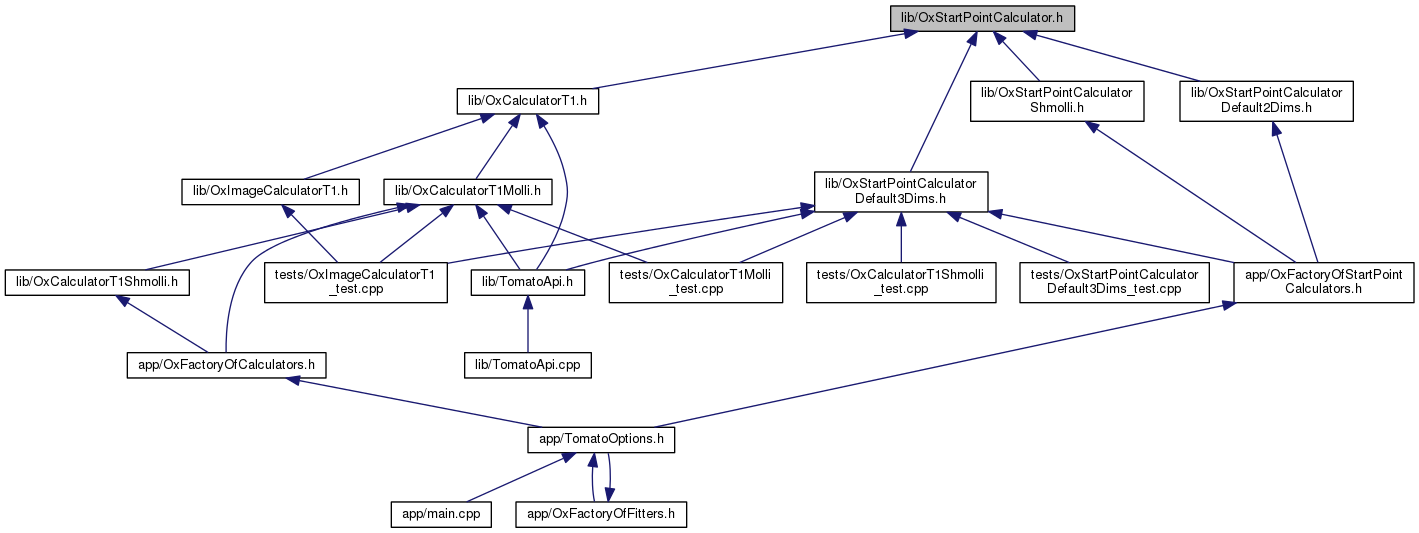 lib/OxStartPointCalculator.h
lib/OxCalculatorT1.h
lib/OxStartPointCalculator
Shmolli.h
lib/OxStartPointCalculator
Default2Dims.h
lib/OxImageCalculatorT1.h
lib/OxCalculatorT1Molli.h
lib/OxStartPointCalculator
Default3Dims.h
lib/OxCalculatorT1Shmolli.h
tests/OxImageCalculatorT1
_test.cpp
lib/TomatoApi.h
tests/OxCalculatorT1Molli
_test.cpp
tests/OxCalculatorT1Shmolli
_test.cpp
tests/OxStartPointCalculator
Default3Dims_test.cpp
app/OxFactoryOfStartPoint
Calculators.h
app/OxFactoryOfCalculators.h
lib/TomatoApi.cpp
app/TomatoOptions.h
app/main.cpp
app/OxFactoryOfFitters.h